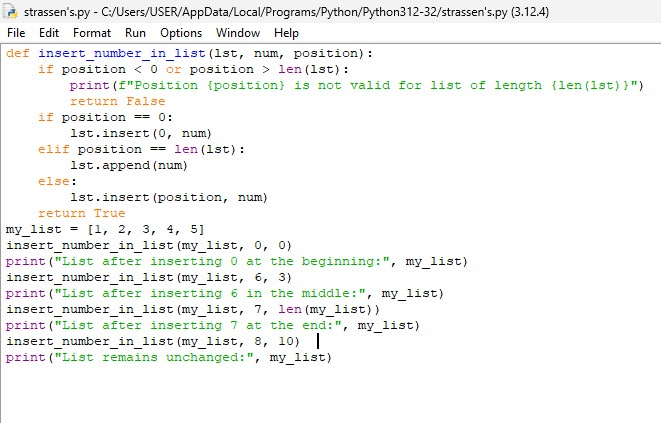 strassen's.py - C:/Users/USER/AppData/Local/Programs/Python/Python312-32/strassen's.py (3.12.4)
File Edit Format Run Options Window Help
def insert_number_in_list(lst, num, position):
    if position < 0 or position > len(lst):
        print(f"Position {position} is not valid for list of length {len(lst)}")
        return False
    if position == 0:
        lst.insert(0, num)
    elif position == len(lst):
        lst.append(num)
    else:
        lst.insert(position, num)
    return True
my_list = [1, 2, 3, 4, 5]
insert_number_in_list(my_list, 0, 0)
print("List after inserting 0 at the beginning:", my_list)
insert_number_in_list(my_list, 6, 3)
print("List after inserting 6 in the middle:", my_list)
insert_number_in_list(my_list, 7, len(my_list))
print("List after inserting 7 at the end:", my_list)
insert_number_in_list(my_list, 8, 10)
print("List remains unchanged:", my_list)